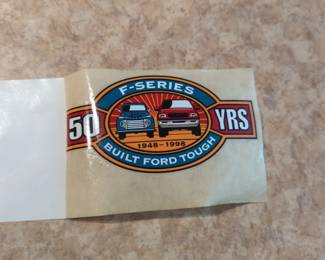 F-SERIES
50 YRS
1948-1998
BUILT FORD TOUGH